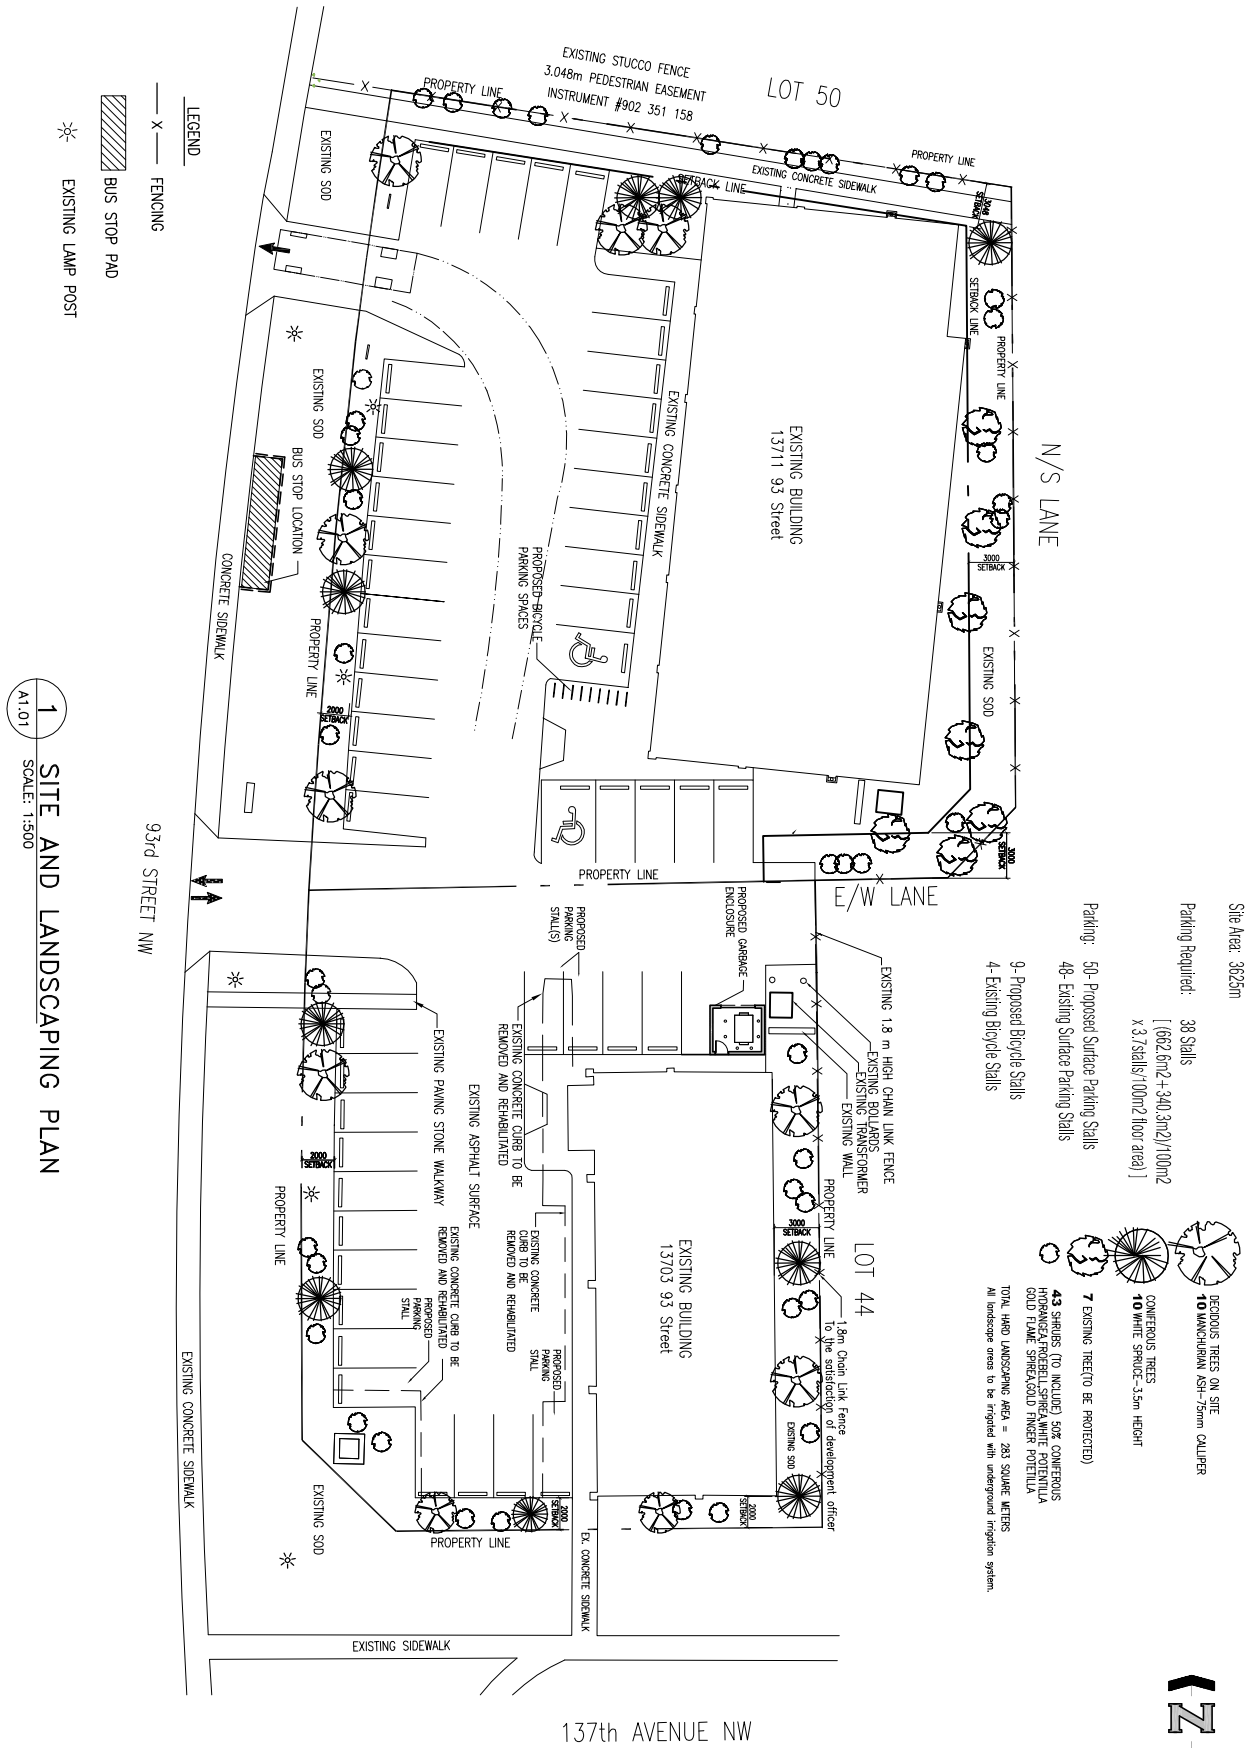 LOT 50
EXISTING STUCCO FENCE
3.048m PEDESTRIAN EASEMENT
INSTRUMENT #902 351 158
PROPERTY LINE
PROPERTY LINE
EXISTING CONCRETE SIDEWALK
SETBACK LINE
3048
SETBACK
SETBACK LINE
PROPERTY LINE
N/S LANE
3000
SETBACK
EXISTING SOD
EXISTING BUILDING
13711 93 Street
EXISTING CONCRETE SIDEWALK
PROPOSED BICYCLE
PARKING SPACES
EXISTING SOD
EXISTING SOD
BUS STOP LOCATION
CONCRETE SIDEWALK
PROPERTY LINE
2000
SETBACK
PROPERTY LINE
3000
SETBACK
E/W LANE
LEGEND
X FENCING
BUS STOP PAD
EXISTING LAMP POST
1
A1.01
SITE AND LANDSCAPING PLAN
SCALE: 1:500
93rd STREET NW
PROPOSED GARBAGE
ENCLOSURE
PROPOSED
PARKING
STALL(S)
EXISTING 1.8 m HIGH CHAIN LINK FENCE
EXISTING BOLLARDS
EXISTING TRANSFORMER
EXISTING WALL
EXISTING CONCRETE CURB TO BE
REMOVED AND REHABILITATED
EXISTING ASPHALT SURFACE
EXISTING PAVING STONE WALKWAY
2000
SETBACK
PROPERTY LINE
EXISTING CONCRETE
CURB TO BE
REMOVED AND REHABILITATED
EXISTING CONCRETE CURB TO BE
REMOVED AND REHABILITATED
PROPOSED
PARKING
STALL
PROPOSED
PARKING
STALL
EXISTING BUILDING
13703 93 Street
PROPERTY LINE
3000
SETBACK
LOT 44
1.8m Chain Link Fence
To the satisfaction of development officer
EXISTING SOD
2000
SETBACK
2000
SETBACK
EXISTING SOD
PROPERTY LINE
EX. CONCRETE SIDEWALK
EXISTING CONCRETE SIDEWALK
EXISTING SIDEWALK
137th AVENUE NW
Site Area: 3625m
Parking Required: 38 Stalls
[ (662.6m2 + 340.3m2)/100m2
x 3.7stalls/100m2 floor area) ]
Parking: 50- Proposed Surface Parking Stalls
48- Existing Surface Parking Stalls
9- Proposed Bicycle Stalls
4- Existing Bicycle Stalls
DECIDOUS TREES ON SITE
10 MANCHURIAN ASH-75mm CALLIPER
CONIFEROUS TREES
10 WHITE SPRUCE-3.5m HEIGHT
7 EXISTING TREE(TO BE PROTECTED)
43 SHRUBS (TO INCLUDE) 50% CONIFEROUS
HYDRANGEA,FROEBELL,SPIREA,WHITE POTENTILLA
GOLD FLAME SPIREA,GOLD FINGER POTETILLA
TOTAL HARD LANDSCAPING AREA = 283 SQUARE METERS
All landscape areas to be irrigated with underground irrigation system.
N